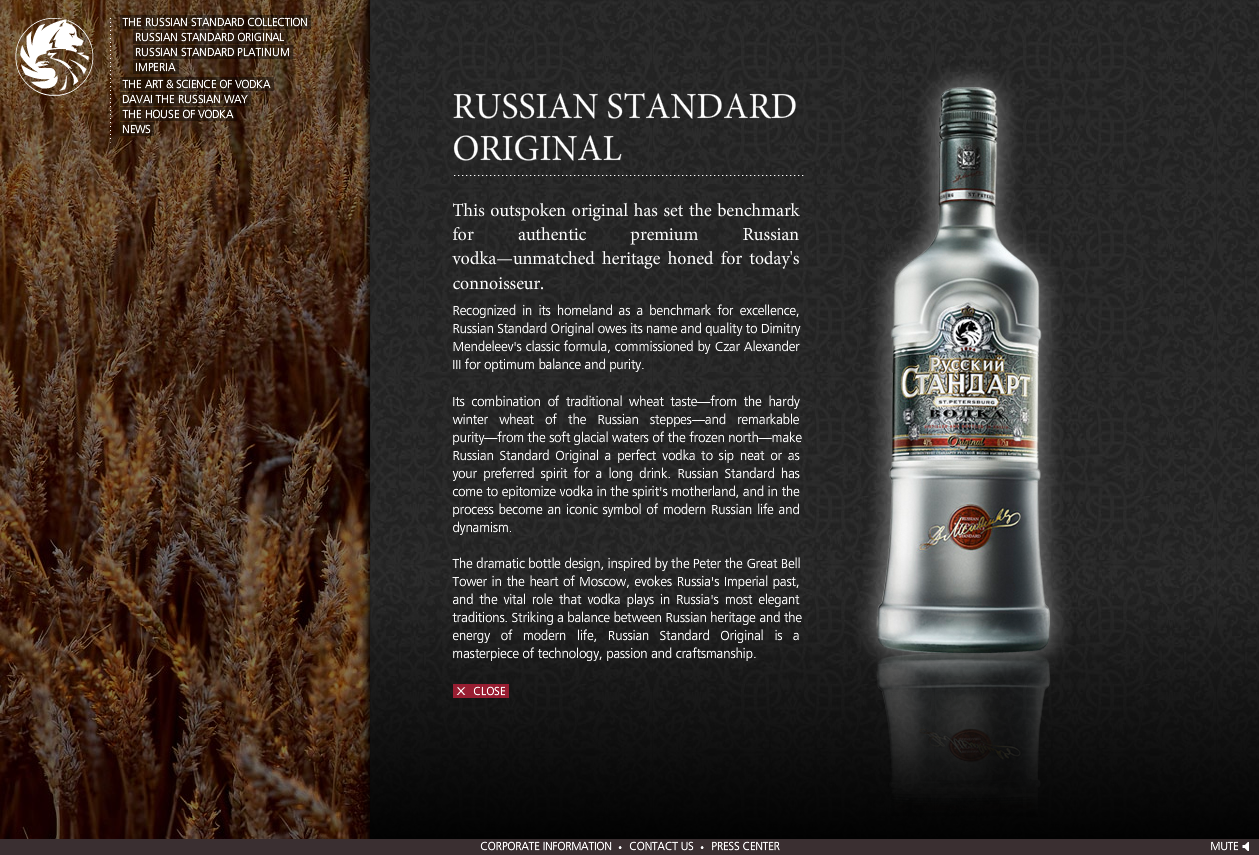 THE RUSSIAN STANDARD COLLECTION
RUSSIAN STANDARD ORIGINAL
RUSSIAN STANDARD PLATINUM
IMPERIA
THE ART & SCIENCE OF VODKA
DAVAI THE RUSSIAN WAY
THE HOUSE OF VODKA
NEWS
RUSSIAN STANDARD
ORIGINAL
This outspoken original has set the benchmark
for authentic premium Russian
vodka—unmatched heritage honed for today's
connoisseur.
Recognized in its homeland as a benchmark for excellence,
Russian Standard Original owes its name and quality to Dimitry
Mendeleev's classic formula, commissioned by Czar Alexander
III for optimum balance and purity.
Its combination of traditional wheat taste—from the hardy
winter wheat of the Russian steppes—and remarkable
purity—from the soft glacial waters of the frozen north—make
Russian Standard Original a perfect vodka to sip neat or as
your preferred spirit for a long drink. Russian Standard has
come to epitomize vodka in the spirit's motherland, and in the
process become an iconic symbol of modern Russian life and
dynamism.
The dramatic bottle design, inspired by the Peter the Great Bell
Tower in the heart of Moscow, evokes Russia's Imperial past,
and the vital role that vodka plays in Russia's most elegant
traditions. Striking a balance between Russian heritage and the
energy of modern life, Russian Standard Original is a
masterpiece of technology, passion and craftsmanship.
X CLOSE
Русский
СТАНДАРТ
ST. PETERSBURG
ВОДКА
Original
RUSSIAN
STANDARD
CORPORATE INFORMATION • CONTACT US • PRESS CENTER
MUTE